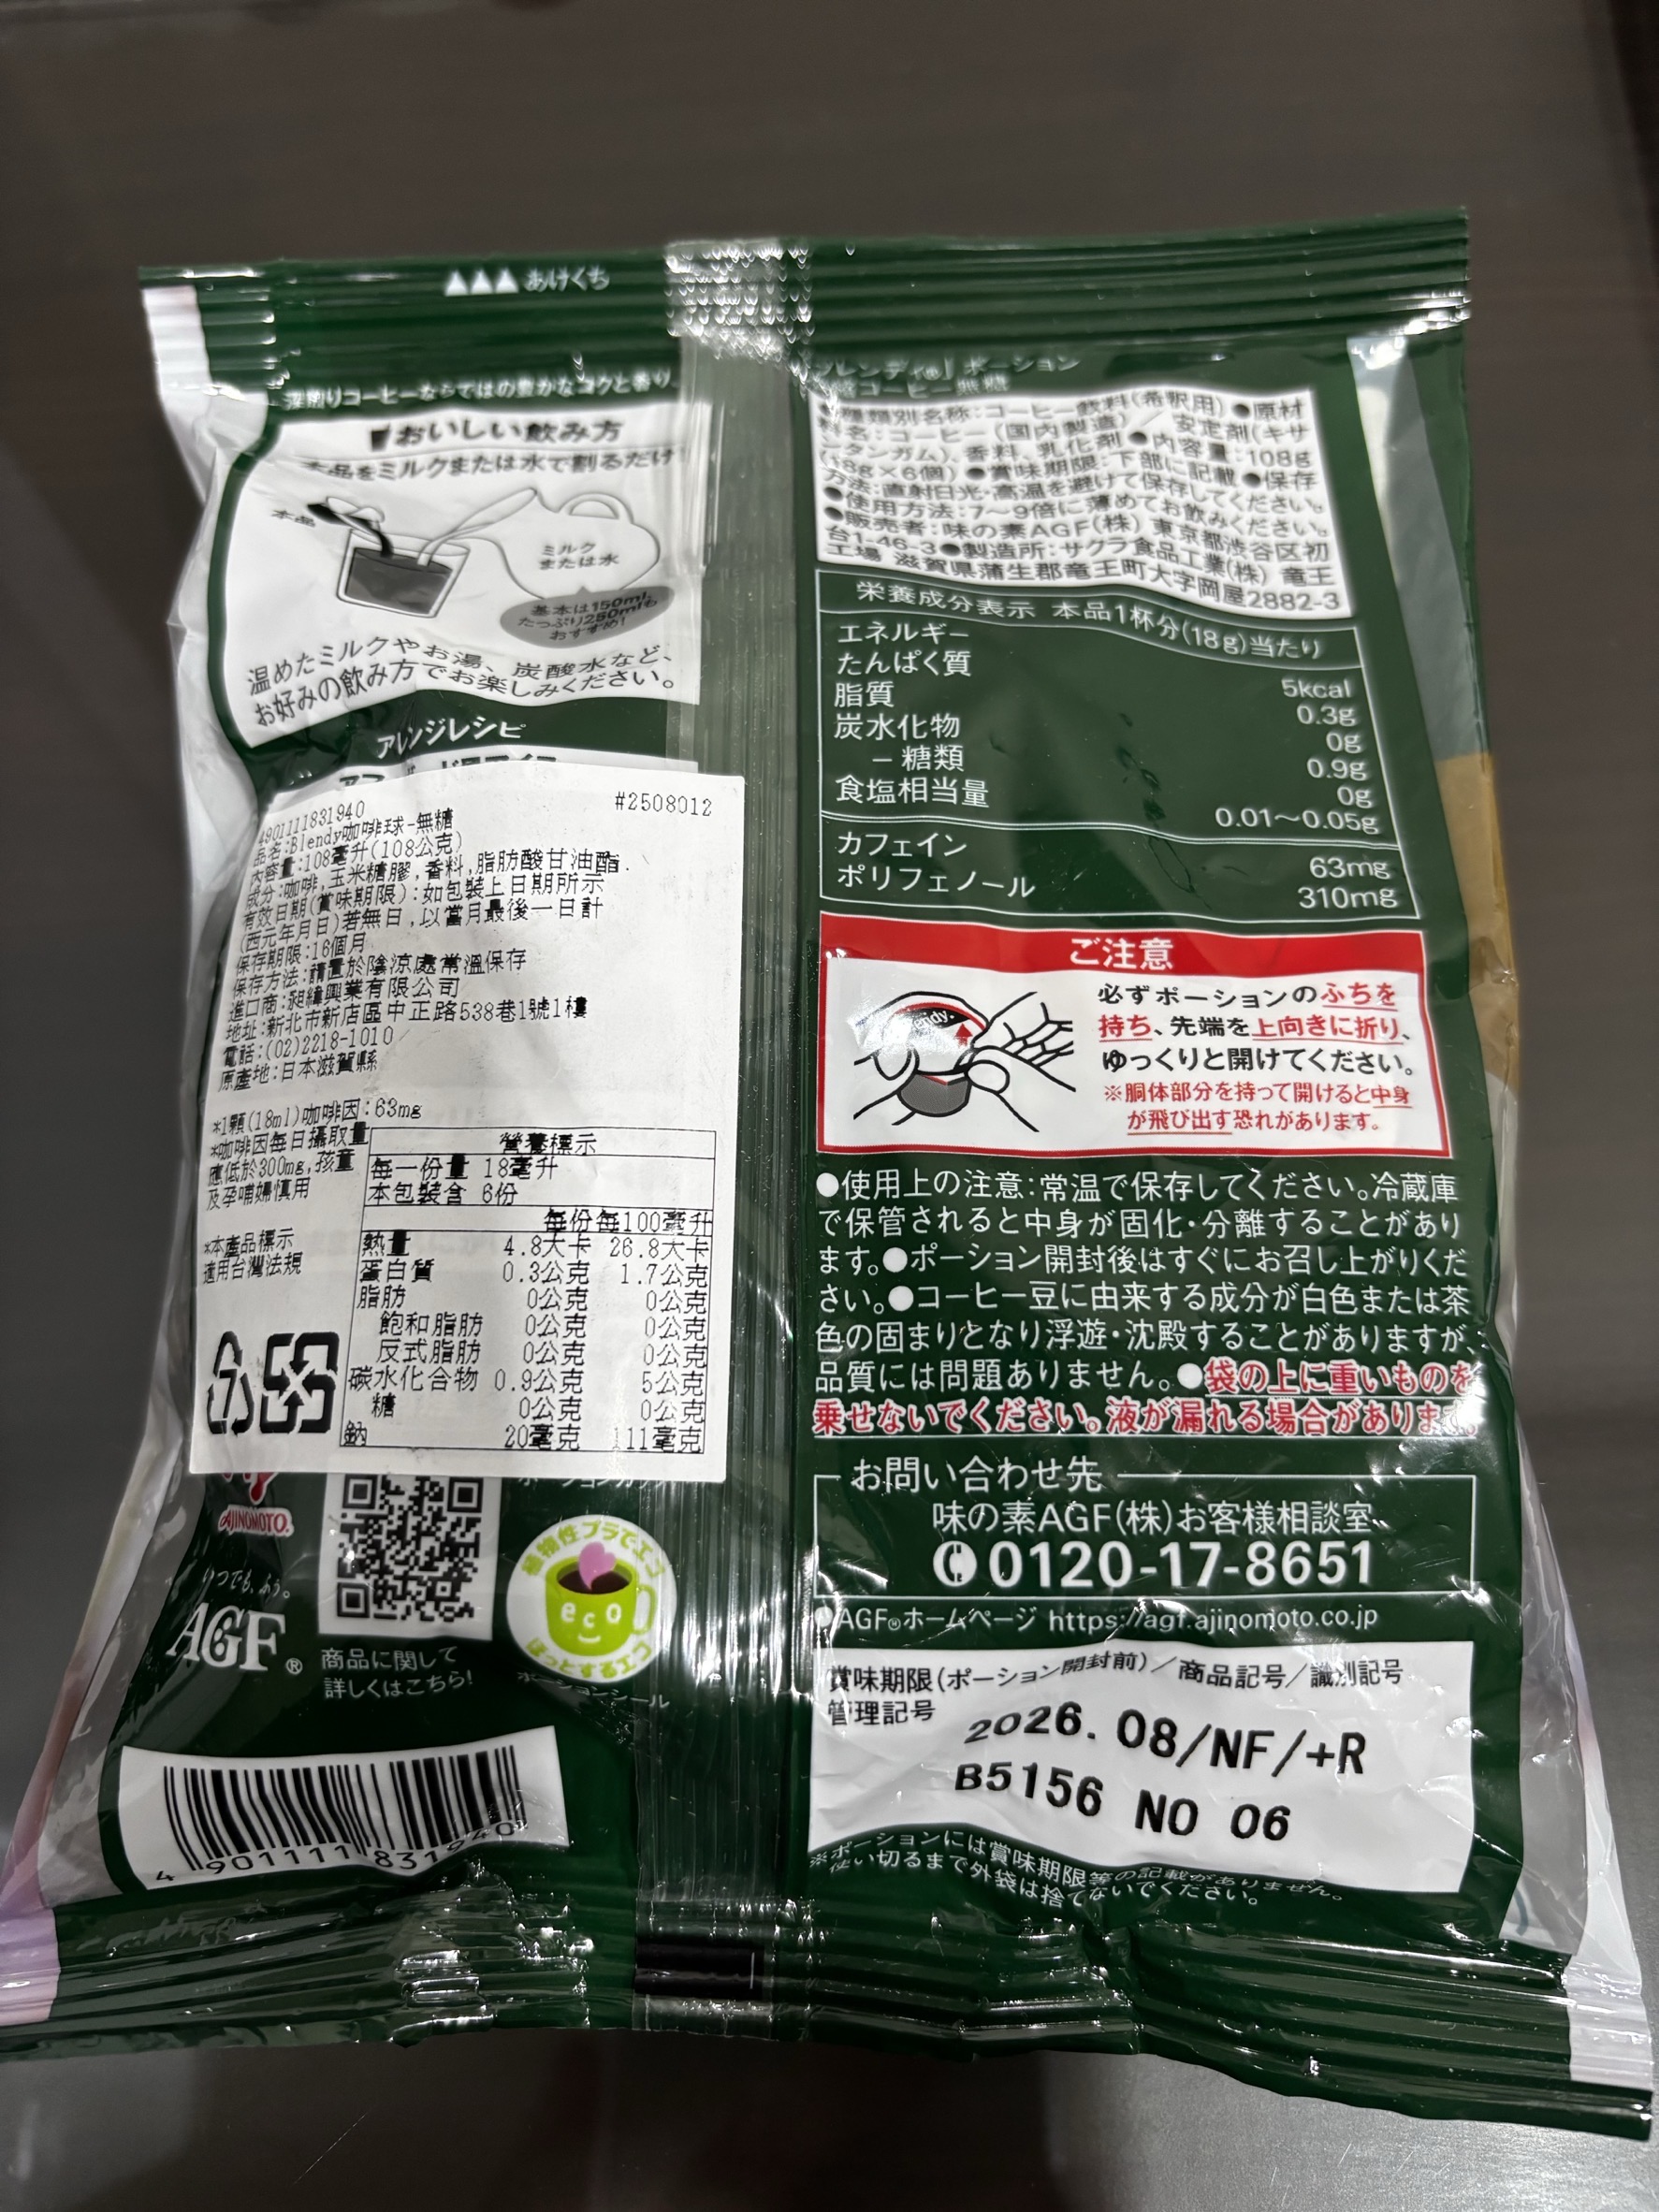 あけくち
深煎りコーヒーならではの豊かなコクと香り
おいしい飲み方
本品をミルクまたは水で割るだけ!
本品
ミルク
または水
基本は150ml、
たっぷり250mlも
おすすめ!
温めたミルクやお湯、炭酸水など、
お好みの飲み方でお楽しみください。
アレンジレシピ
#2508012
4901111831940
品名:Blendy咖啡球-無糖
內容量:108毫升(108公克)
成分:咖啡,玉米糖膠,香料,脂肪酸甘油酯.
有效日期(賞味期限):如包裝上日期所示
(西元年月日)若無日,以當月最後一日計
保存期限:16個月
保存方法:請置於陰涼處常溫保存
進口商:昶緯興業有限公司
地址:新北市新店區中正路538巷1號1樓
電話:(02)2218-1010
原產地:日本滋賀縣
*1顆(18ml)咖啡因:63mg
*咖啡因每日攝取量
應低於300mg,孩童
及孕哺婦慎用
*本產品標示
適用台灣法規
營養標示
每一份量 18毫升
本包裝含 6份
每份 每100毫升
熱量 4.8大卡 26.8大卡
蛋白質 0.3公克 1.7公克
脂肪 0公克 0公克
飽和脂肪 0公克 0公克
反式脂肪 0公克 0公克
碳水化合物 0.9公克 5公克
糖 0公克 0公克
鈉 20毫克 111毫克
AJINOMOTO.
いつでも、ふぅ。
AGF®
商品に関して
詳しくはこちら!
植物性プラでエコ
eco
ほっとするエコ
ポーションシール
4 901111 831940
ブレンディ®」ポーション
コーヒー無糖
●種類別名称:コーヒー飲料(希釈用) ●原材
料名:コーヒー(国内製造) / 安定剤(キサ
ンタンガム)、香料、乳化剤 ●内容量:108g
(18g×6個) ●賞味期限:下部に記載 ●保存
方法:直射日光・高温を避けて保存してください。
●使用方法:7〜9倍に薄めてお飲みください。
●販売者:味の素AGF(株) 東京都渋谷区初
台1-46-3 ●製造所:サクラ食品工業(株) 竜王
工場 滋賀県蒲生郡竜王町大字岡屋2882-3
栄養成分表示 本品1杯分(18g)当たり
エネルギー 5kcal
たんぱく質 0.3g
脂質 0g
炭水化物 0.9g
－糖類 0g
食塩相当量 0.01〜0.05g
カフェイン 63mg
ポリフェノール 310mg
ご注意
必ずポーションのふちを
持ち、先端を上向きに折り、
ゆっくりと開けてください。
※胴体部分を持って開けると中身
が飛び出す恐れがあります。
●使用上の注意:常温で保存してください。冷蔵庫
で保管されると中身が固化・分離することがあり
ます。●ポーション開封後はすぐにお召し上がりくだ
さい。●コーヒー豆に由来する成分が白色または茶
色の固まりとなり浮遊・沈殿することがありますが、
品質には問題ありません。●袋の上に重いものを
乗せないでください。液が漏れる場合があります。
お問い合わせ先
味の素AGF(株)お客様相談室
0120-17-8651
AGF®ホームページ https://agf.ajinomoto.co.jp
賞味期限(ポーション開封前)/商品記号/識別記号
管理記号
2026.08/NF/+R
B5156 NO 06
※ポーションには賞味期限等の記載がありません。
使い切るまで外袋は捨てないでください。